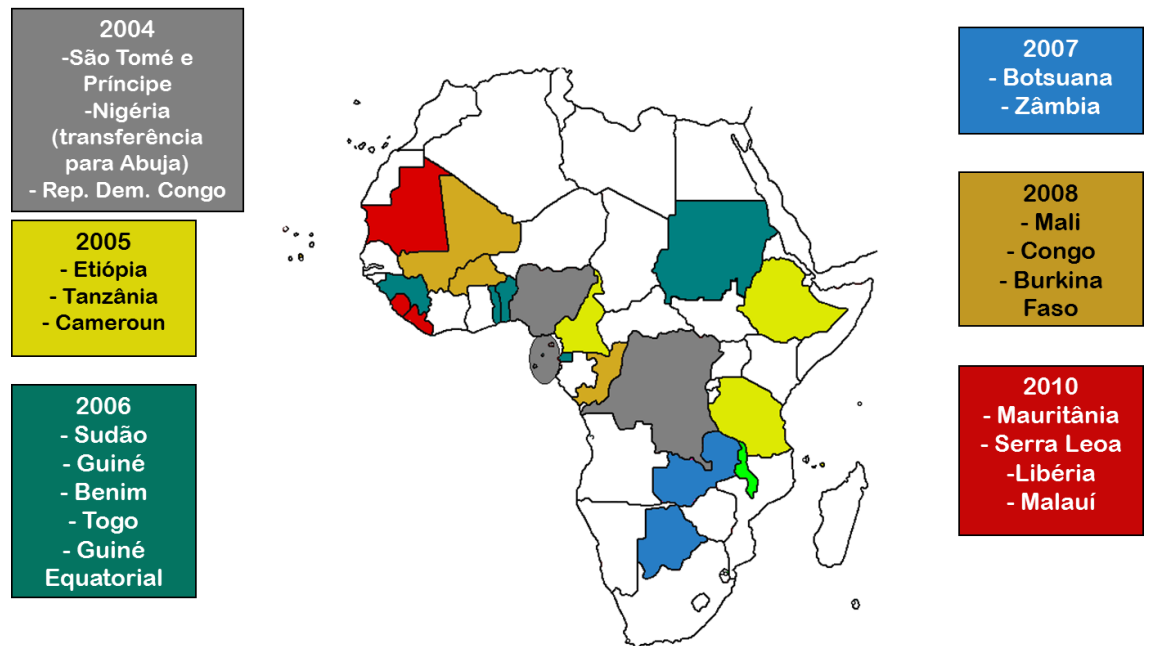 2004
-São Tomé e
Príncipe
-Nigéria
(transferência
para Abuja)
- Rep. Dem. Congo
2005
- Etiópia
- Tanzânia
- Cameroun
2006
- Sudão
- Guiné
- Benim
- Togo
- Guiné
Equatorial
2007
- Botsuana
- Zâmbia
2008
- Mali
- Congo
- Burkina
Faso
2010
- Mauritânia
- Serra Leoa
-Libéria
- Malauí